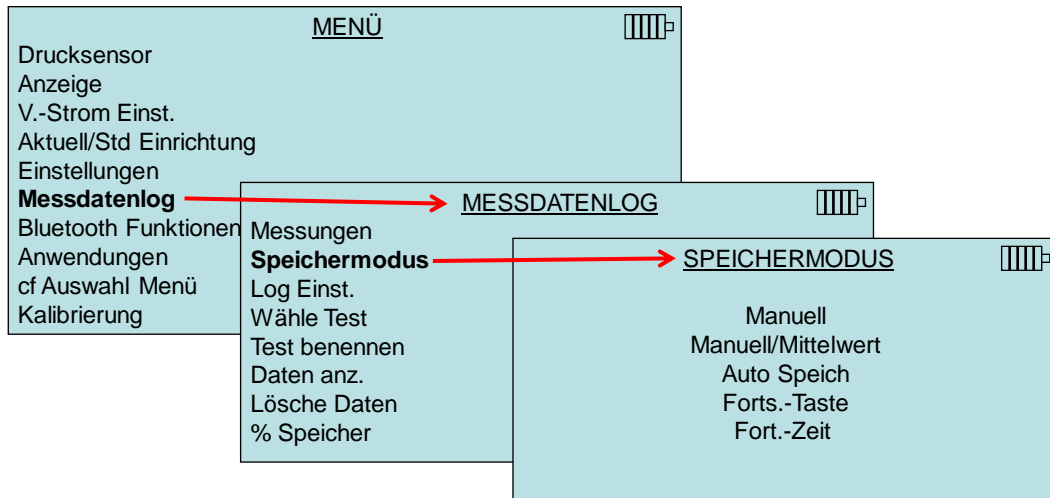 MENÜ
Drucksensor
Anzeige
V.-Strom Einst.
Aktuell/Std Einrichtung
Einstellungen
Messdatenlog
Bluetooth Funktionen
Anwendungen
cf Auswahl Menü
Kalibrierung
MESSDATENLOG
Messungen
Speichermodus
Log Einst.
Wähle Test
Test benennen
Daten anz.
Lösche Daten
% Speicher
SPEICHERMODUS
Manuell
Manuell/Mittelwert
Auto Speich
Forts.-Taste
Fort.-Zeit